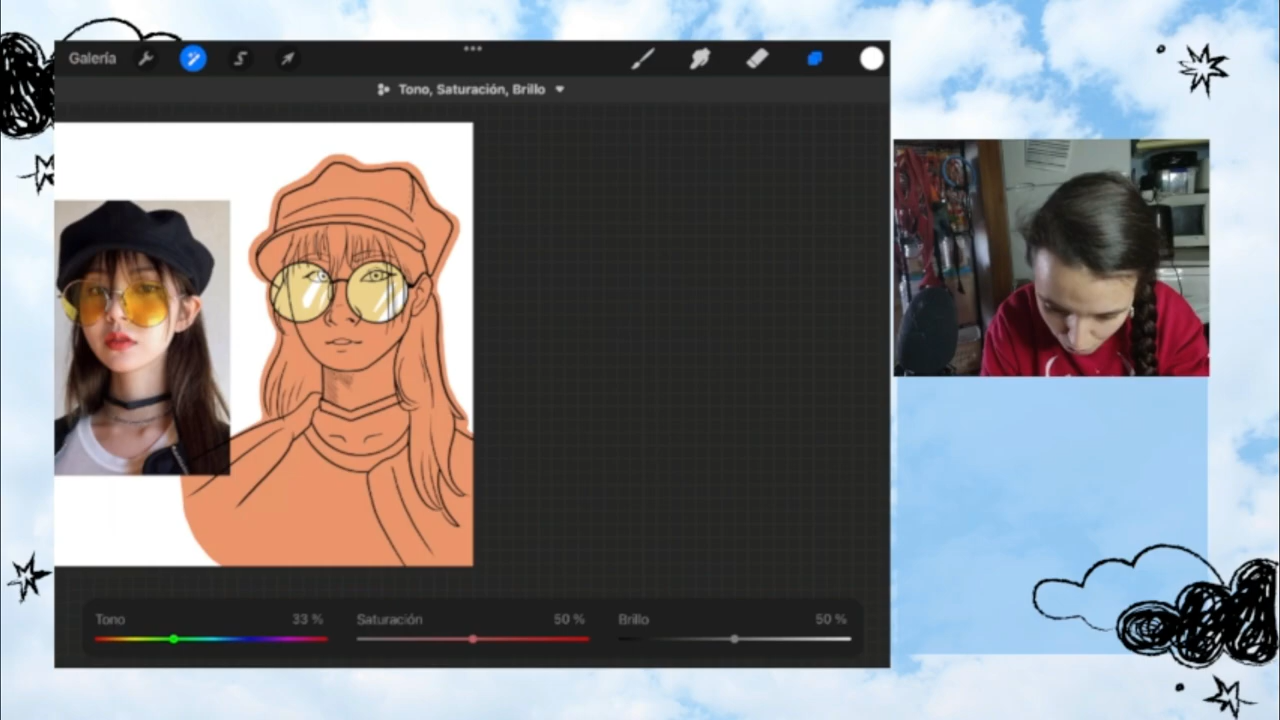 Galería
Tono, Saturación, Brillo
Tono 33 % Saturación 50 % Brillo 50 %